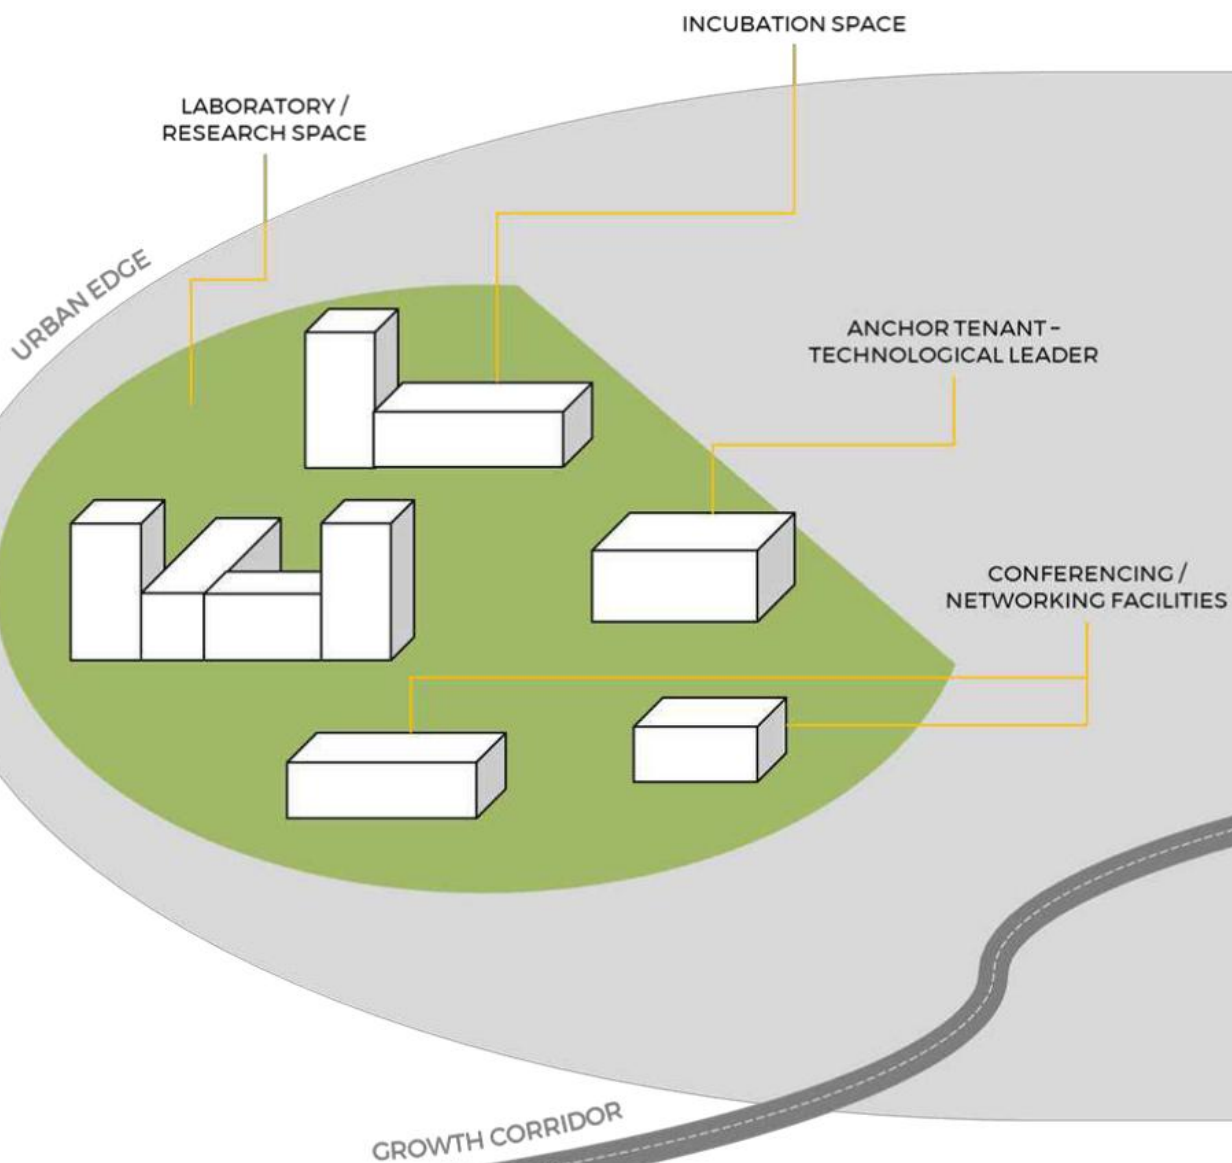 INCUBATION SPACE
LABORATORY /
RESEARCH SPACE
URBAN EDGE
ANCHOR TENANT –
TECHNOLOGICAL LEADER
CONFERENCING /
NETWORKING FACILITIES
GROWTH CORRIDOR